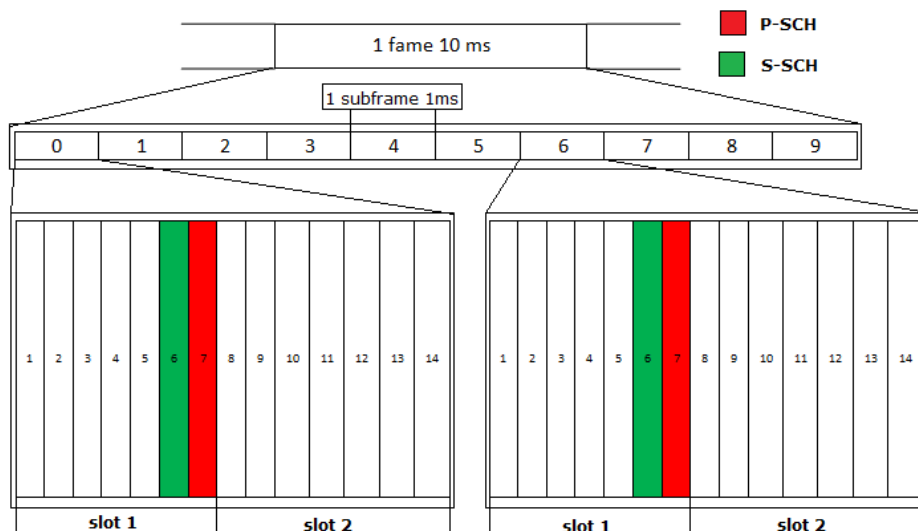 P-SCH
1 fame 10 ms
S-SCH
1 subframe 1ms
0 1 2 3 4 5 6 7 8 9
1 2 3 4 5 6 7 8 9 10 11 12 13 14
1 2 3 4 5 6 7 8 9 10 11 12 13 14
slot 1 slot 2
slot 1 slot 2